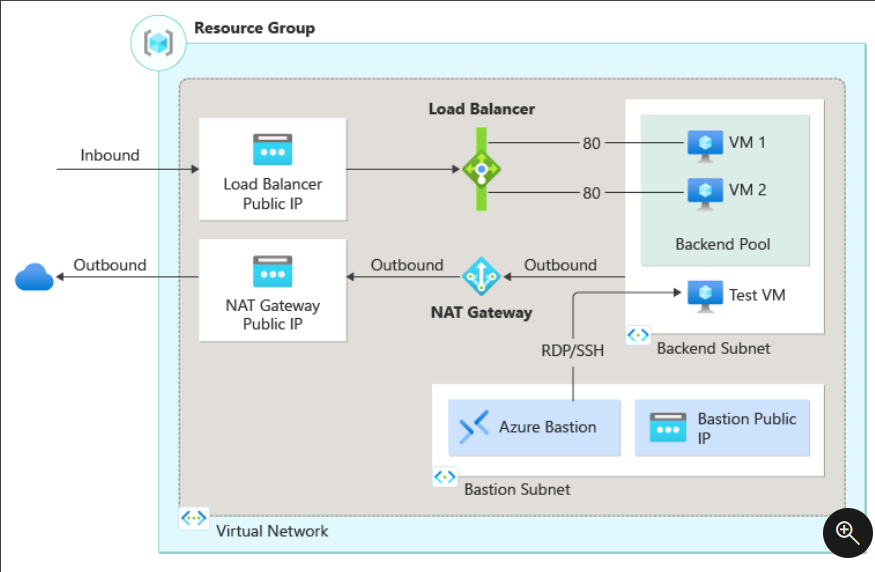 Resource Group
Load Balancer
Inbound
Load Balancer
Public IP
80
VM 1
80
VM 2
Backend Pool
Outbound
NAT Gateway
Public IP
Outbound
NAT Gateway
Outbound
Test VM
Backend Subnet
RDP/SSH
Azure Bastion
Bastion Public
IP
Bastion Subnet
Virtual Network